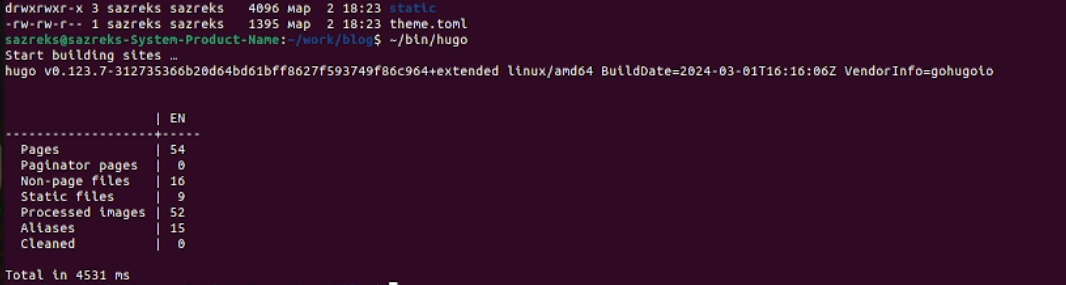 drwxrwxr-x 3 sazreks sazreks   4096 мар  2 18:23 static
-rw-rw-r-- 1 sazreks sazreks   1395 мар  2 18:23 theme.toml
sazreks@sazreks-System-Product-Name:~/work/blog$ ~/bin/hugo
Start building sites …
hugo v0.123.7-312735366b20d64bd61bff8627f593749f86c964+extended linux/amd64 BuildDate=2024-03-01T16:16:06Z VendorInfo=gohugoio
                   | EN
-------------------+-----
  Pages            | 54
  Paginator pages  |  0
  Non-page files   | 16
  Static files     |  9
  Processed images | 52
  Aliases          | 15
  Cleaned          |  0
Total in 4531 ms